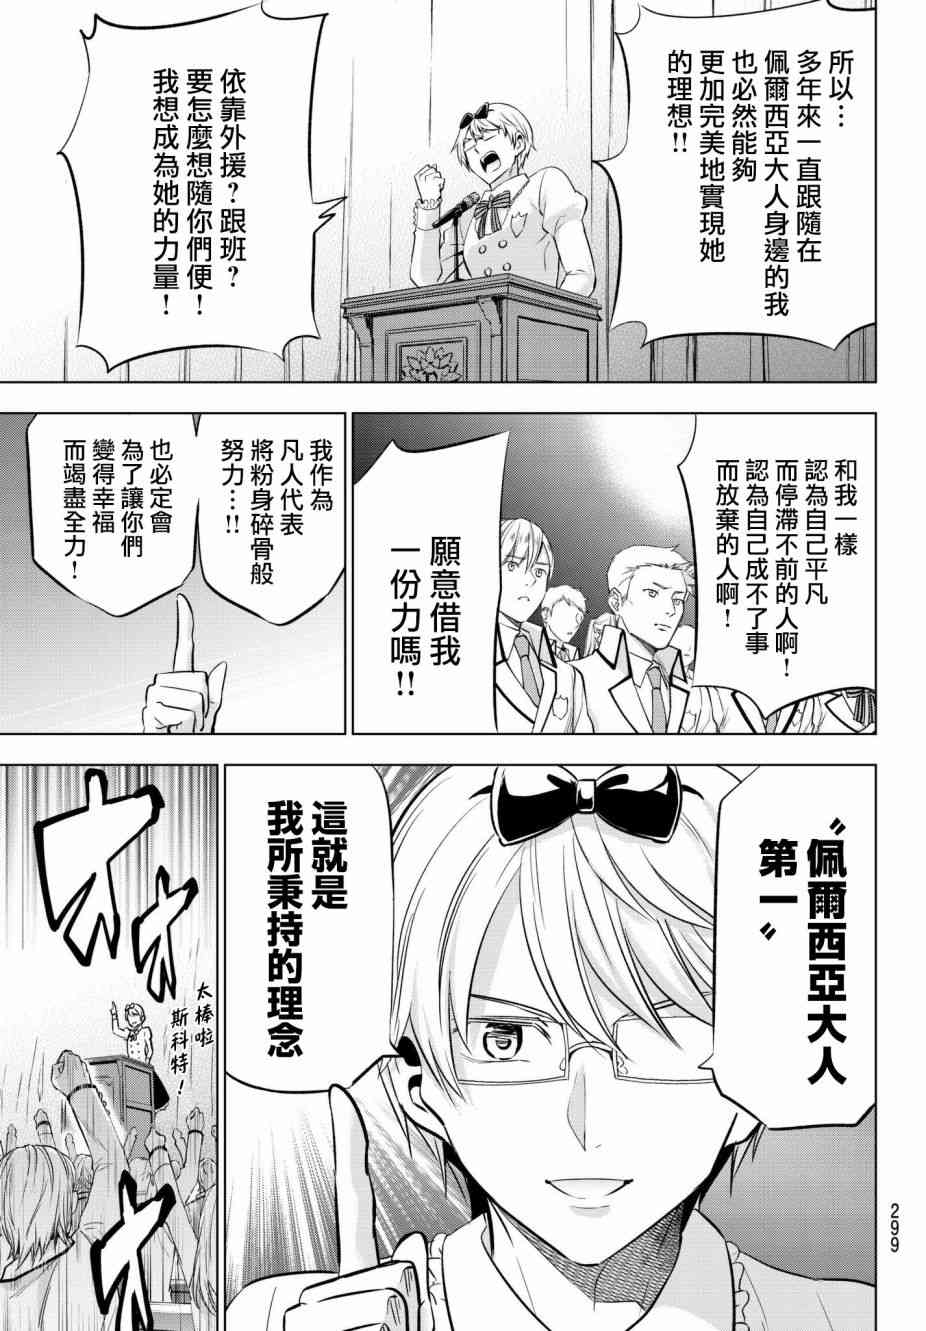 所以…
多年來一直跟隨在
佩爾西亞大人身邊的我
也必然能夠
更加完美地實現她
的理想!!
依靠外援？跟班？
要怎麼想隨你們便！
我想成為她的力量！
和我一樣
認為自己平凡
而停滯不前的人啊！
認為自己成不了事
而放棄的人啊！
願意借我
一份力嗎!!
我作為
凡人代表
將粉身碎骨般
努力…!!
也必定會
為了讓你們
變得幸福
而竭盡全力！
〝佩爾西亞大人
第一〞
這就是
我所秉持的理念
太棒啦
斯科特！
オオ
オオ
299